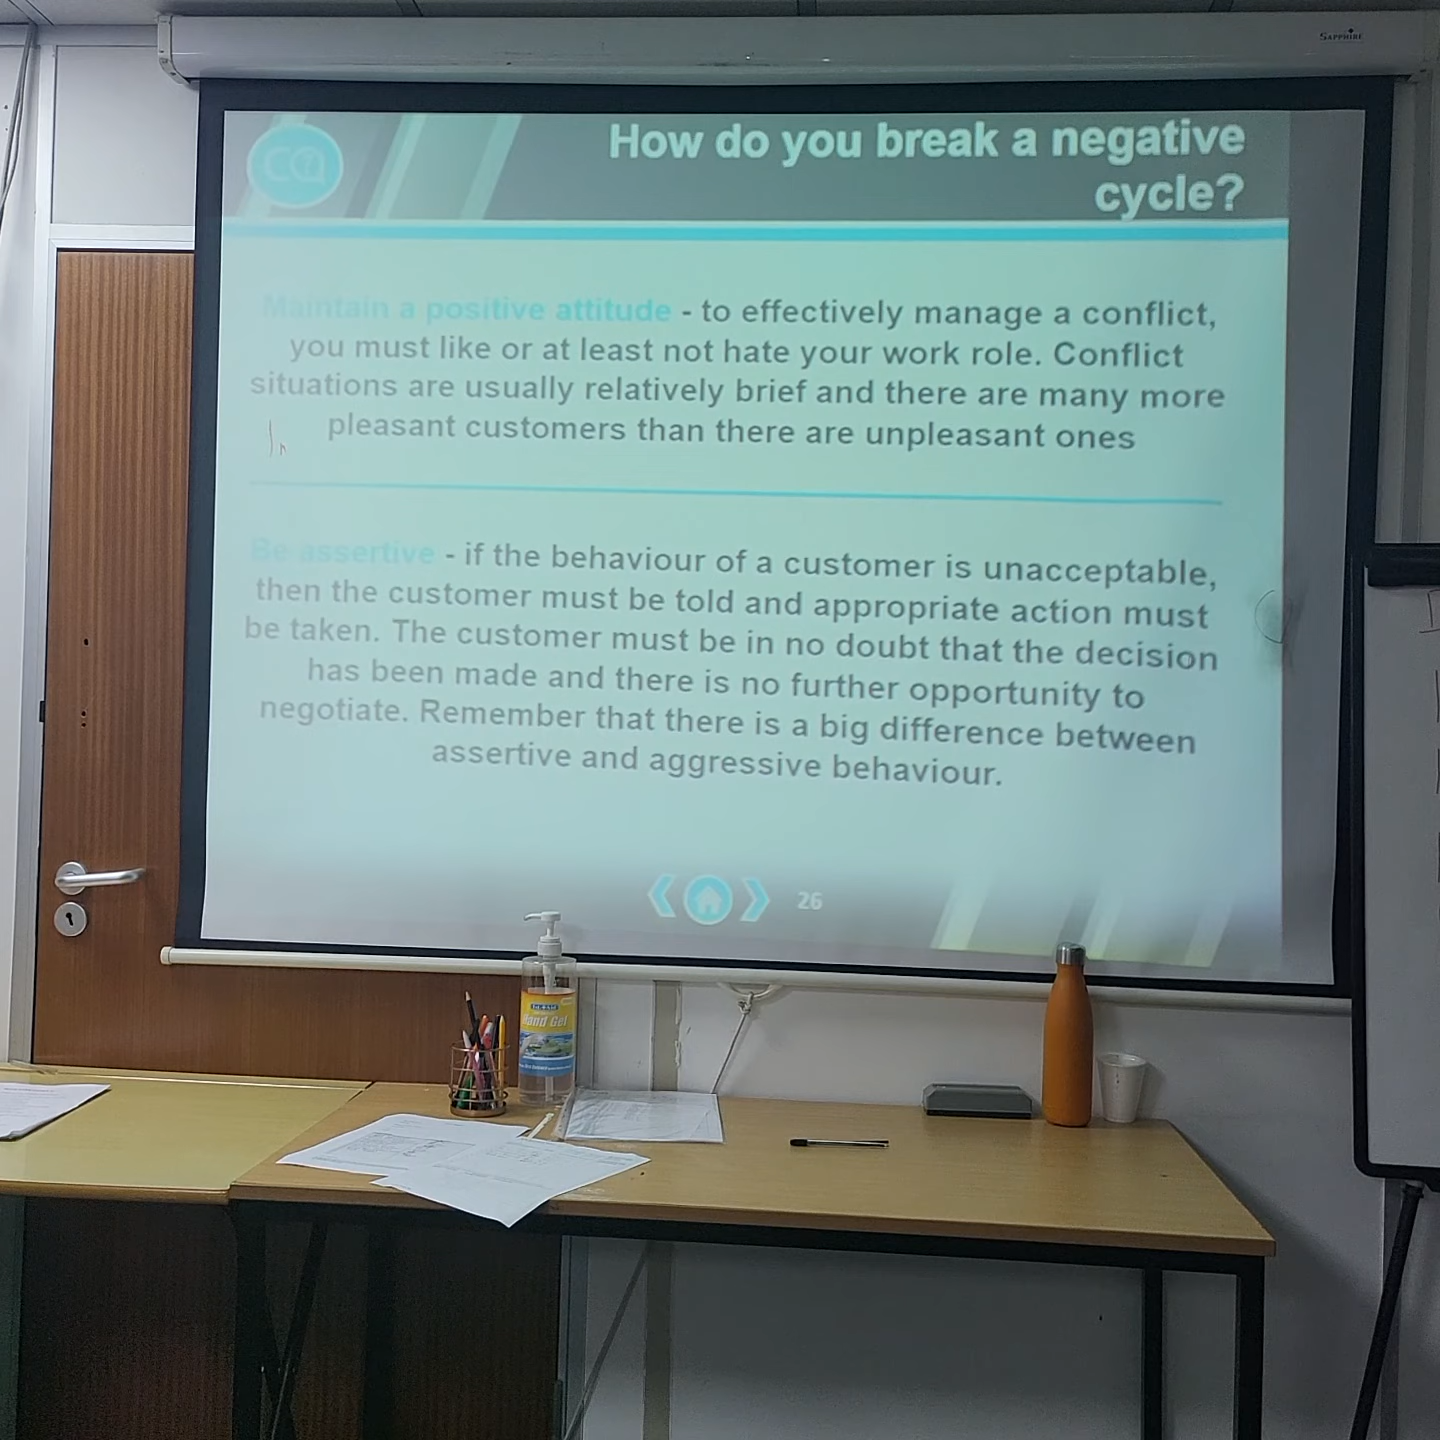 SAPPHIRE
CQ
How do you break a negative
cycle?
Maintain a positive attitude - to effectively manage a conflict,
you must like or at least not hate your work role. Conflict
situations are usually relatively brief and there are many more
pleasant customers than there are unpleasant ones
Be assertive - if the behaviour of a customer is unacceptable,
then the customer must be told and appropriate action must
be taken. The customer must be in no doubt that the decision
has been made and there is no further opportunity to
negotiate. Remember that there is a big difference between
assertive and aggressive behaviour.
26
Hand Gel